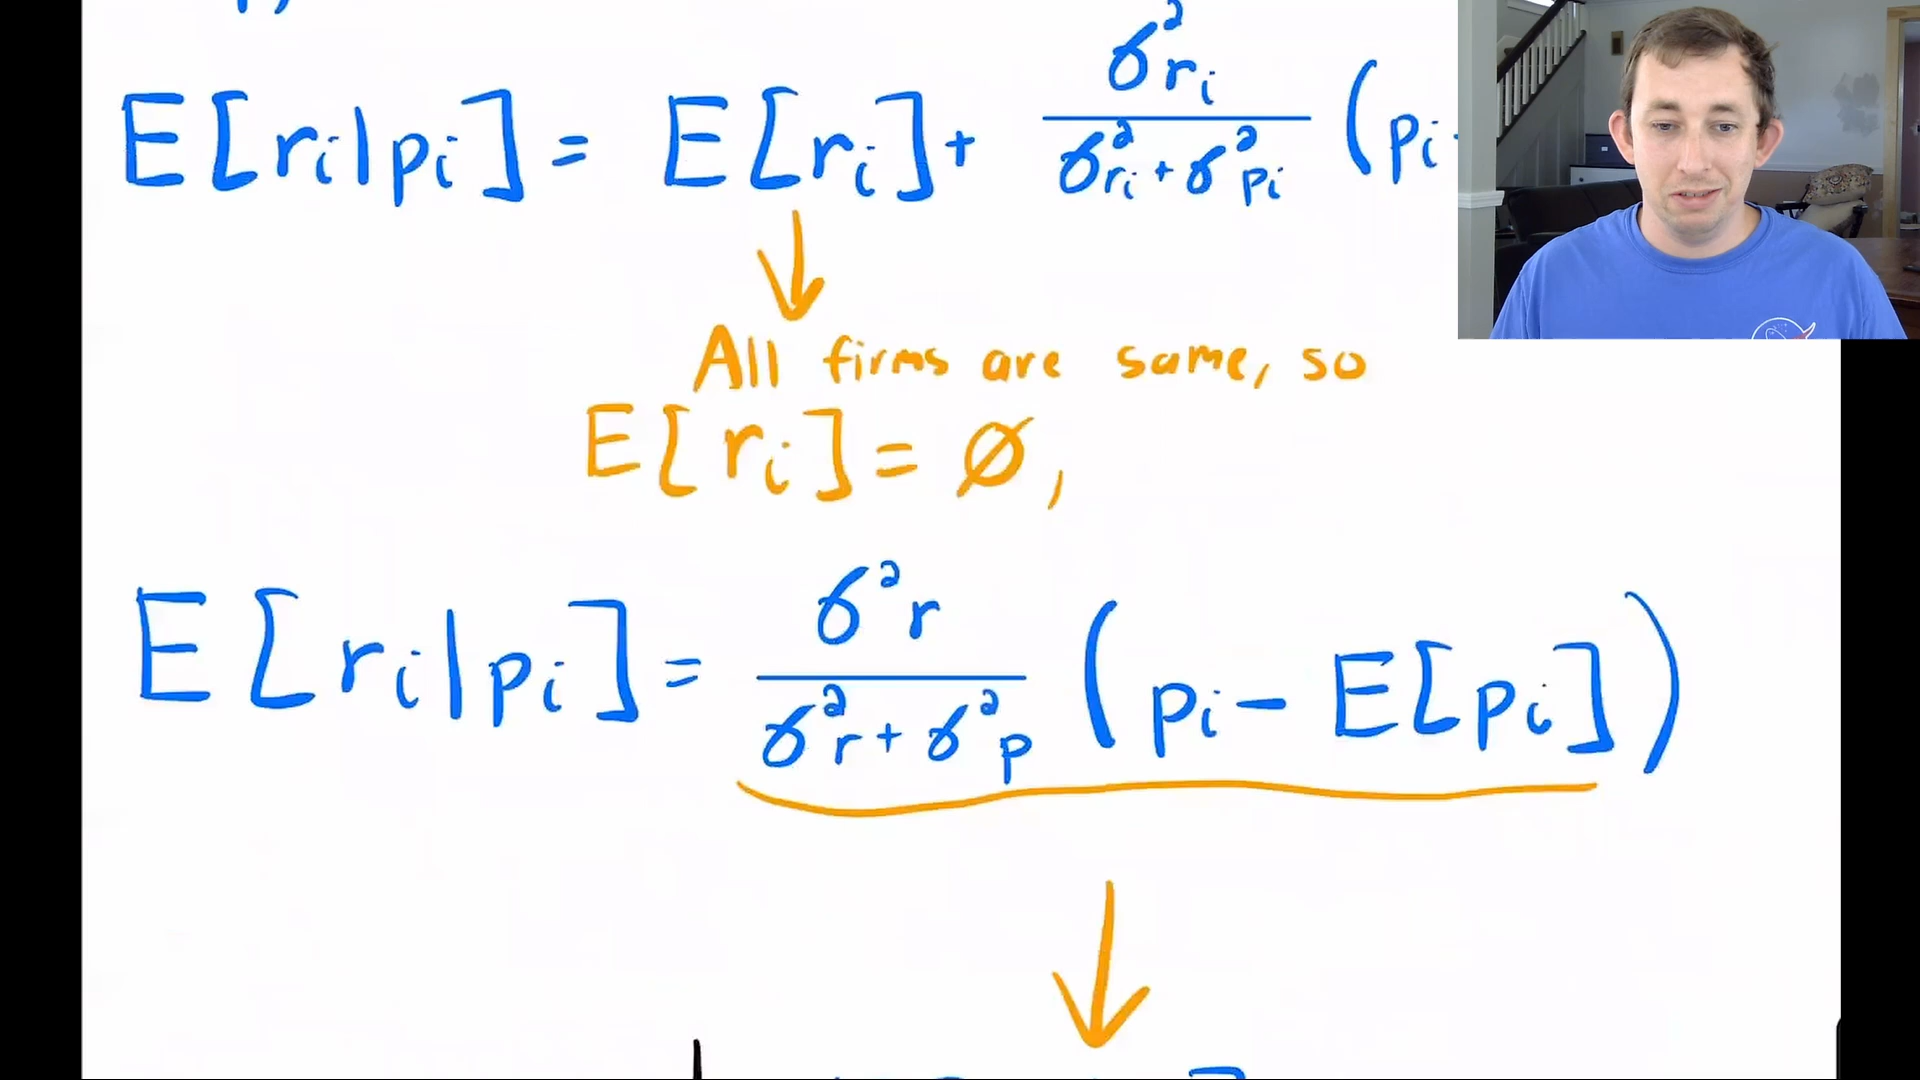 E[rᵢ|pᵢ] = E[rᵢ] + σ²rᵢ / σ²rᵢ + σ²pᵢ (pᵢ
All firms are same, so
E[rᵢ] = ∅,
E[rᵢ|pᵢ] = σ²r / σ²r + σ²p (pᵢ - E[pᵢ])